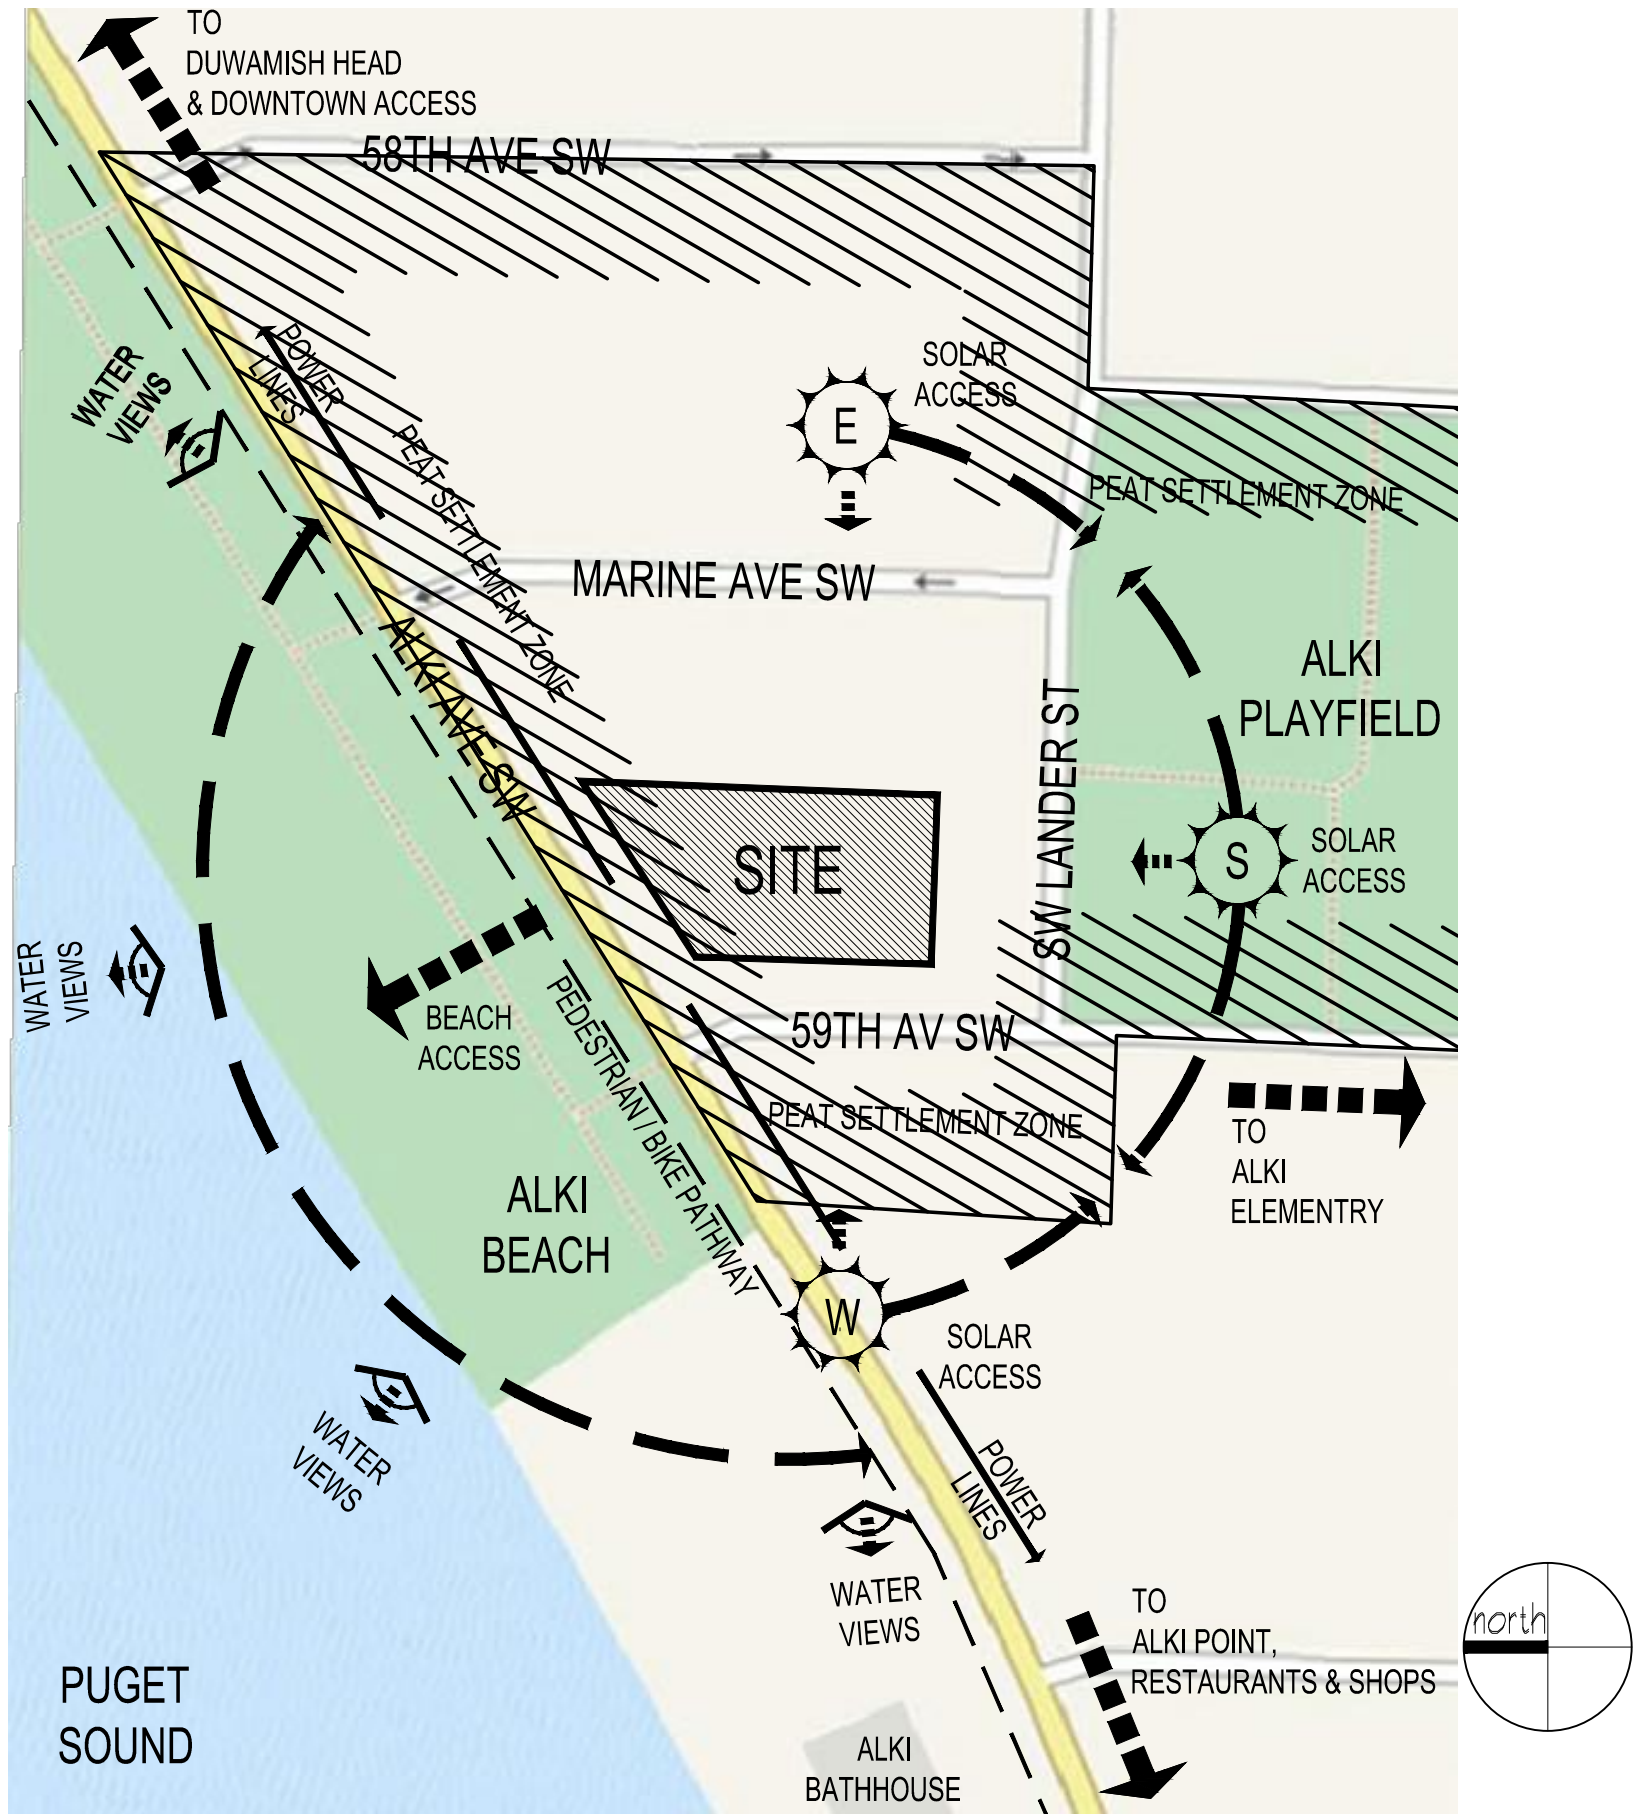 TO
DUWAMISH HEAD
& DOWNTOWN ACCESS
58TH AVE SW
POWER
LINES
WATER
VIEWS
SOLAR
ACCESS
E
PEAT SETTLEMENT ZONE
PEAT SETTLEMENT ZONE
MARINE AVE SW
ALKI AVE SW
ALKI
PLAYFIELD
SW LANDER ST
SITE
S
SOLAR
ACCESS
WATER
VIEWS
BEACH
ACCESS
PEDESTRIAN / BIKE PATHWAY
59TH AV SW
PEAT SETTLEMENT ZONE
TO
ALKI
ELEMENTRY
ALKI
BEACH
W
SOLAR
ACCESS
WATER
VIEWS
POWER
LINES
WATER
VIEWS
TO
ALKI POINT,
RESTAURANTS & SHOPS
north
PUGET
SOUND
ALKI
BATHHOUSE